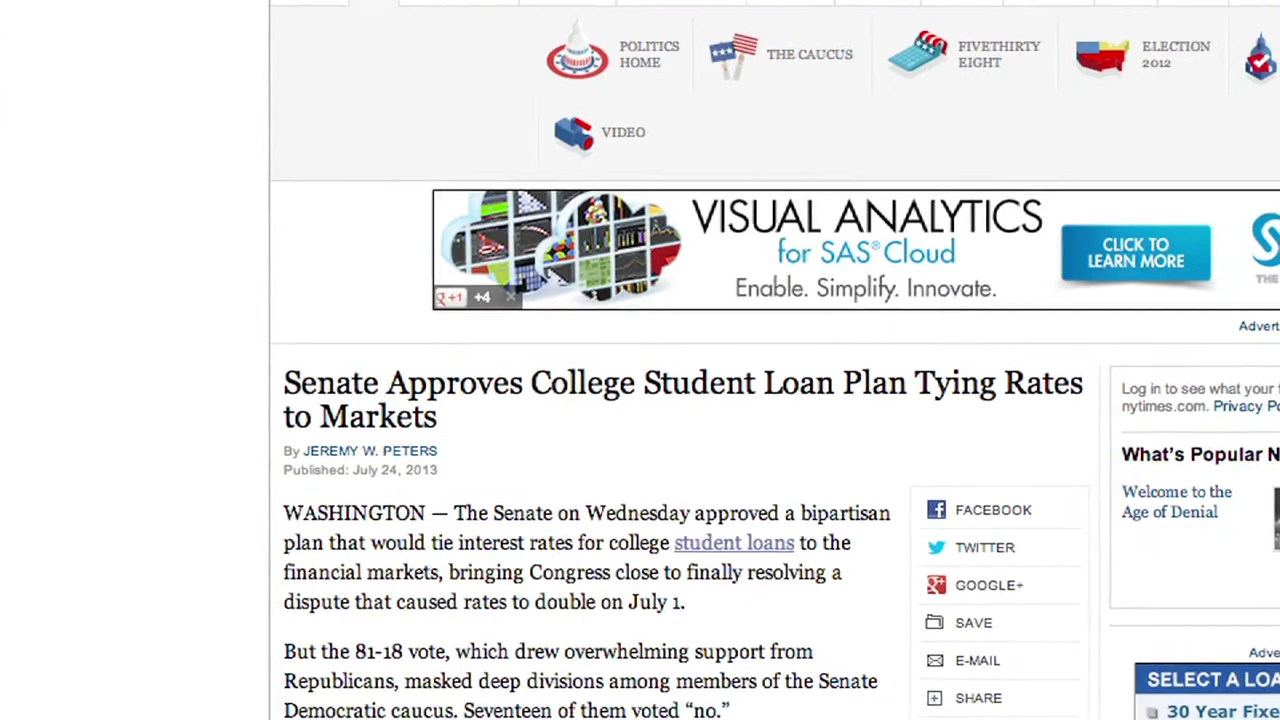 POLITICS
HOME
THE CAUCUS
FIVETHIRTY
EIGHT
ELECTION
2012
VIDEO
VISUAL ANALYTICS
for SAS® Cloud
Enable. Simplify. Innovate.
CLICK TO
LEARN MORE
THE
+1 +4 ×
Advert
Senate Approves College Student Loan Plan Tying Rates
to Markets
By JEREMY W. PETERS
Published: July 24, 2013
WASHINGTON — The Senate on Wednesday approved a bipartisan
plan that would tie interest rates for college student loans to the
financial markets, bringing Congress close to finally resolving a
dispute that caused rates to double on July 1.
But the 81-18 vote, which drew overwhelming support from
Republicans, masked deep divisions among members of the Senate
Democratic caucus. Seventeen of them voted “no.”
FACEBOOK
TWITTER
GOOGLE+
SAVE
E-MAIL
SHARE
Log in to see what your
nytimes.com. Privacy Po
What’s Popular N
Welcome to the
Age of Denial
Adve
SELECT A LOA
30 Year Fixe